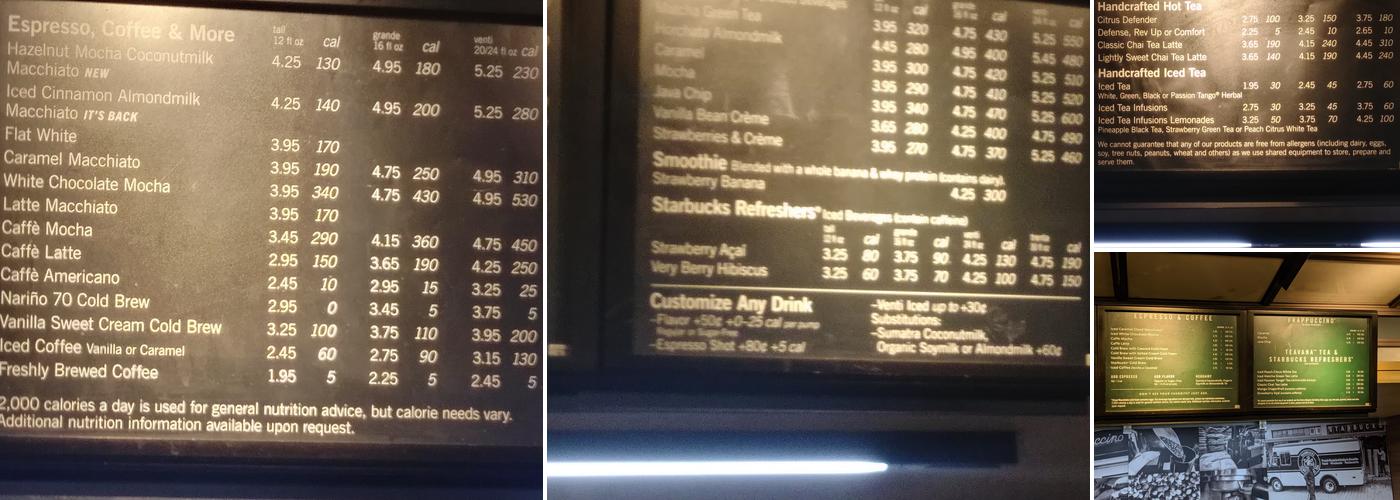 Espresso, Coffee & More
tall 12 fl oz cal grande 16 fl oz cal venti 20/24 fl oz cal
Hazelnut Mocha Coconutmilk
Macchiato NEW 4.25 130 4.95 180 5.25 230
Iced Cinnamon Almondmilk
Macchiato IT'S BACK 4.25 140 4.95 200 5.25 280
Flat White 3.95 170
Caramel Macchiato 3.95 190 4.75 250 4.95 310
White Chocolate Mocha 3.95 340 4.75 430 4.95 530
Latte Macchiato 3.95 170
Caffè Mocha 3.45 290 4.15 360 4.75 450
Caffè Latte 2.95 150 3.65 190 4.25 250
Caffè Americano 2.45 10 2.95 15 3.25 25
Nariño 70 Cold Brew 2.95 0 3.45 5 3.75 5
Vanilla Sweet Cream Cold Brew 3.25 100 3.75 110 3.95 200
Iced Coffee Vanilla or Caramel 2.45 60 2.75 90 3.15 130
Freshly Brewed Coffee 1.95 5 2.25 5 2.45 5
2,000 calories a day is used for general nutrition advice, but calorie needs vary.
Additional nutrition information available upon request.
Green Tea 3.95 320 4.75 430 5.25 550
Almondmilk 4.45 280 4.95 400 5.45 480
Caramel 3.95 300 4.75 420 5.25 510
Mocha 3.95 290 4.75 410 5.25 520
Java Chip 3.95 340 4.75 470 5.25 600
Vanilla Bean Crème 3.65 280 4.25 400 4.75 490
Strawberries & Crème 3.95 270 4.75 370 5.25 460
Smoothie Blended with a whole banana & whey protein (contains dairy).
Strawberry Banana 4.25 300
Starbucks Refreshers® Iced Beverages (contain caffeine)
cal cal cal cal
Strawberry Açaí 3.25 80 3.75 90 4.25 130 4.75 190
Very Berry Hibiscus 3.25 60 3.75 70 4.25 100 4.75 150
Customize Any Drink
–Flavor +50¢ +0–25 cal per pump
–Espresso Shot +80¢ +5 cal
–Venti Iced up to +30¢
Substitutions:
–Sumatra Coconutmilk,
Organic Soymilk or Almondmilk +60¢
Handcrafted Hot Tea
Citrus Defender 2.75 100 3.25 150 3.75 180
Defense, Rev Up or Comfort 2.25 5 2.45 10 2.65 10
Classic Chai Tea Latte 3.65 190 4.15 240 4.45 310
Lightly Sweet Chai Tea Latte 3.65 140 4.15 190 4.45 240
Handcrafted Iced Tea
Iced Tea 1.95 30 2.45 45 2.75 60
White, Green, Black or Passion Tango® Herbal
Iced Tea Infusions 2.75 30 3.25 45 3.75 60
Iced Tea Infusions Lemonades 3.25 50 3.75 70 4.25 100
Pineapple Black Tea, Strawberry Green Tea or Peach Citrus White Tea
We cannot guarantee that any of our products are free from allergens (including dairy, eggs,
soy, tree nuts, peanuts, wheat and others) as we use shared equipment to store, prepare and
serve them.
ESPRESSO & COFFEE
FRAPPUCCINO
TEAVANA™ TEA &
STARBUCKS REFRESHERS®
STARBUCKS